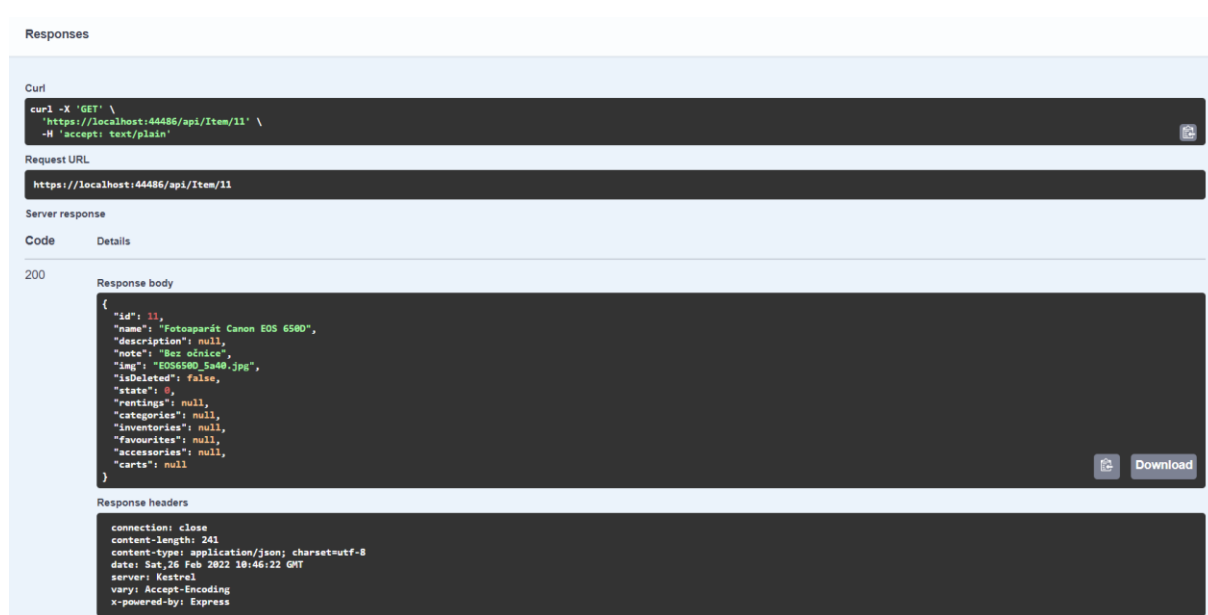 Responses
Curl
curl -X 'GET' \
'https://localhost:44486/api/Item/11' \
-H 'accept: text/plain'
Request URL
https://localhost:44486/api/Item/11
Server response
Code Details
200
Response body
{
"id": 11,
"name": "Fotoaparát Canon EOS 650D",
"description": null,
"note": "Bez očnice",
"img": "EOS650D_5a40.jpg",
"isDeleted": false,
"state": 0,
"rentings": null,
"categories": null,
"inventories": null,
"favourites": null,
"accessories": null,
"carts": null
}
Download
Response headers
connection: close
content-length: 241
content-type: application/json; charset=utf-8
date: Sat,26 Feb 2022 10:46:22 GMT
server: Kestrel
vary: Accept-Encoding
x-powered-by: Express